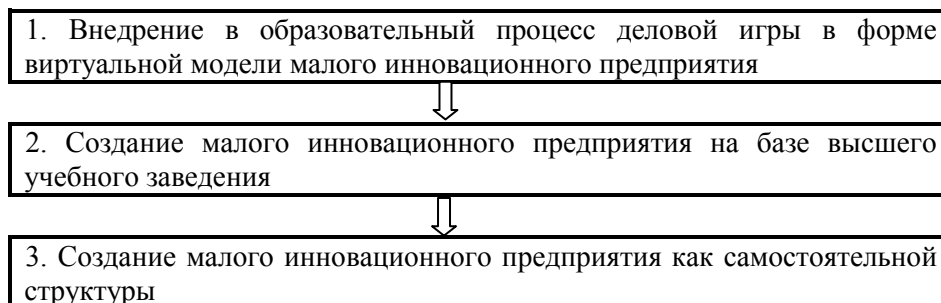 1. Внедрение в образовательный процесс деловой игры в форме
виртуальной модели малого инновационного предприятия
2. Создание малого инновационного предприятия на базе высшего
учебного заведения
3. Создание малого инновационного предприятия как самостоятельной
структуры